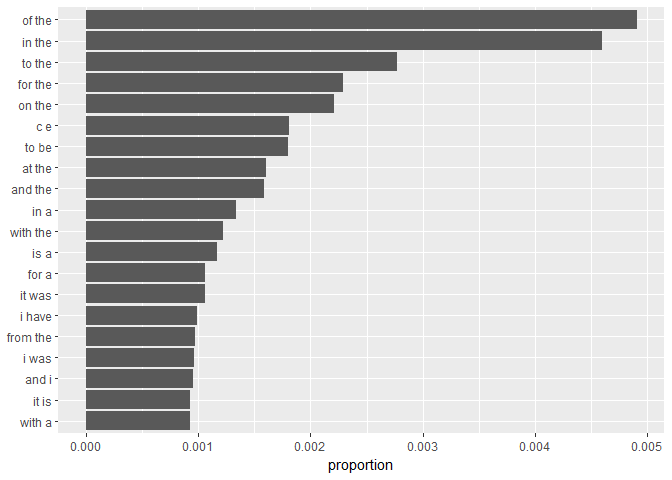 of the
in the
to the
for the
on the
c e
to be
at the
and the
in a
with the
is a
for a
it was
i have
from the
i was
and i
it is
with a
0.000 0.001 0.002 0.003 0.004 0.005
proportion